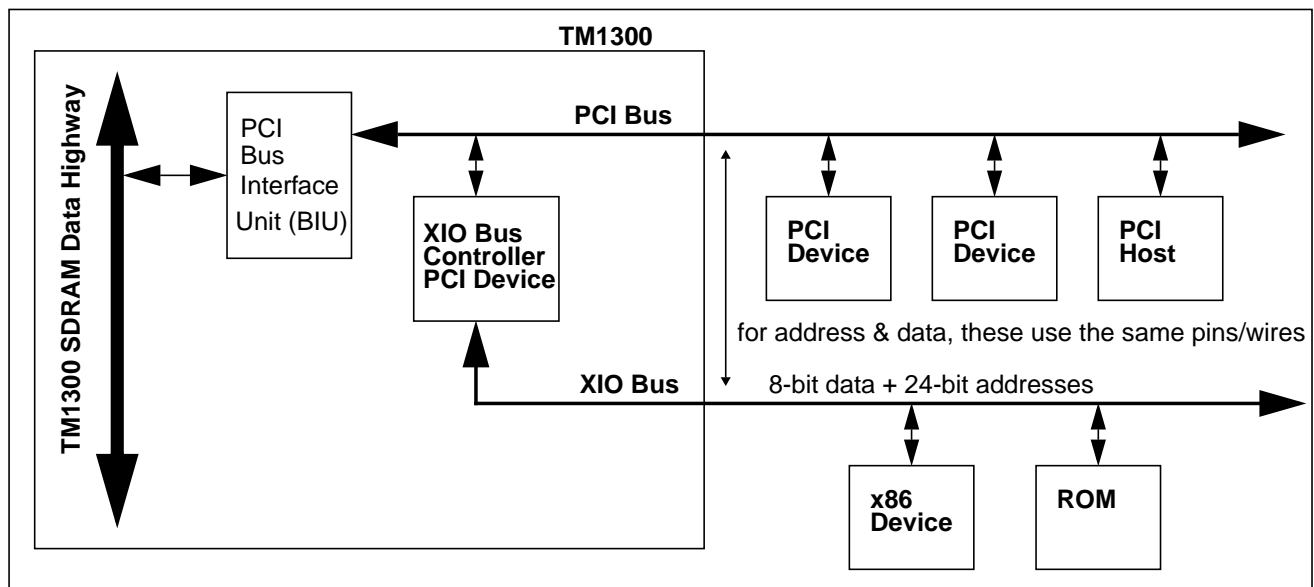 TM1300
TM1300 SDRAM Data Highway
PCI
Bus
Interface
Unit (BIU)
PCI Bus
XIO Bus
Controller
PCI Device
PCI
Device
PCI
Device
PCI
Host
for address & data, these use the same pins/wires
XIO Bus
8-bit data + 24-bit addresses
x86
Device
ROM